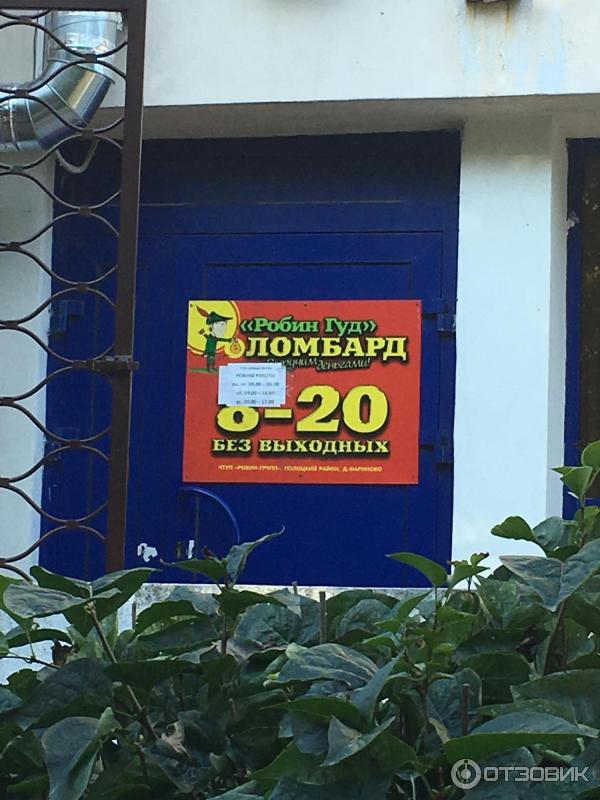 «Робин Гуд»
ЛОМБАРД
деньгами!
РЕЖИМ РАБОТЫ
8-20
БЕЗ ВЫХОДНЫХ
ЧТУП «РОБИН-ГРУПП», ПОЛОЦКИЙ РАЙОН, Д.ФАРИНОВО
ОТЗОВИК